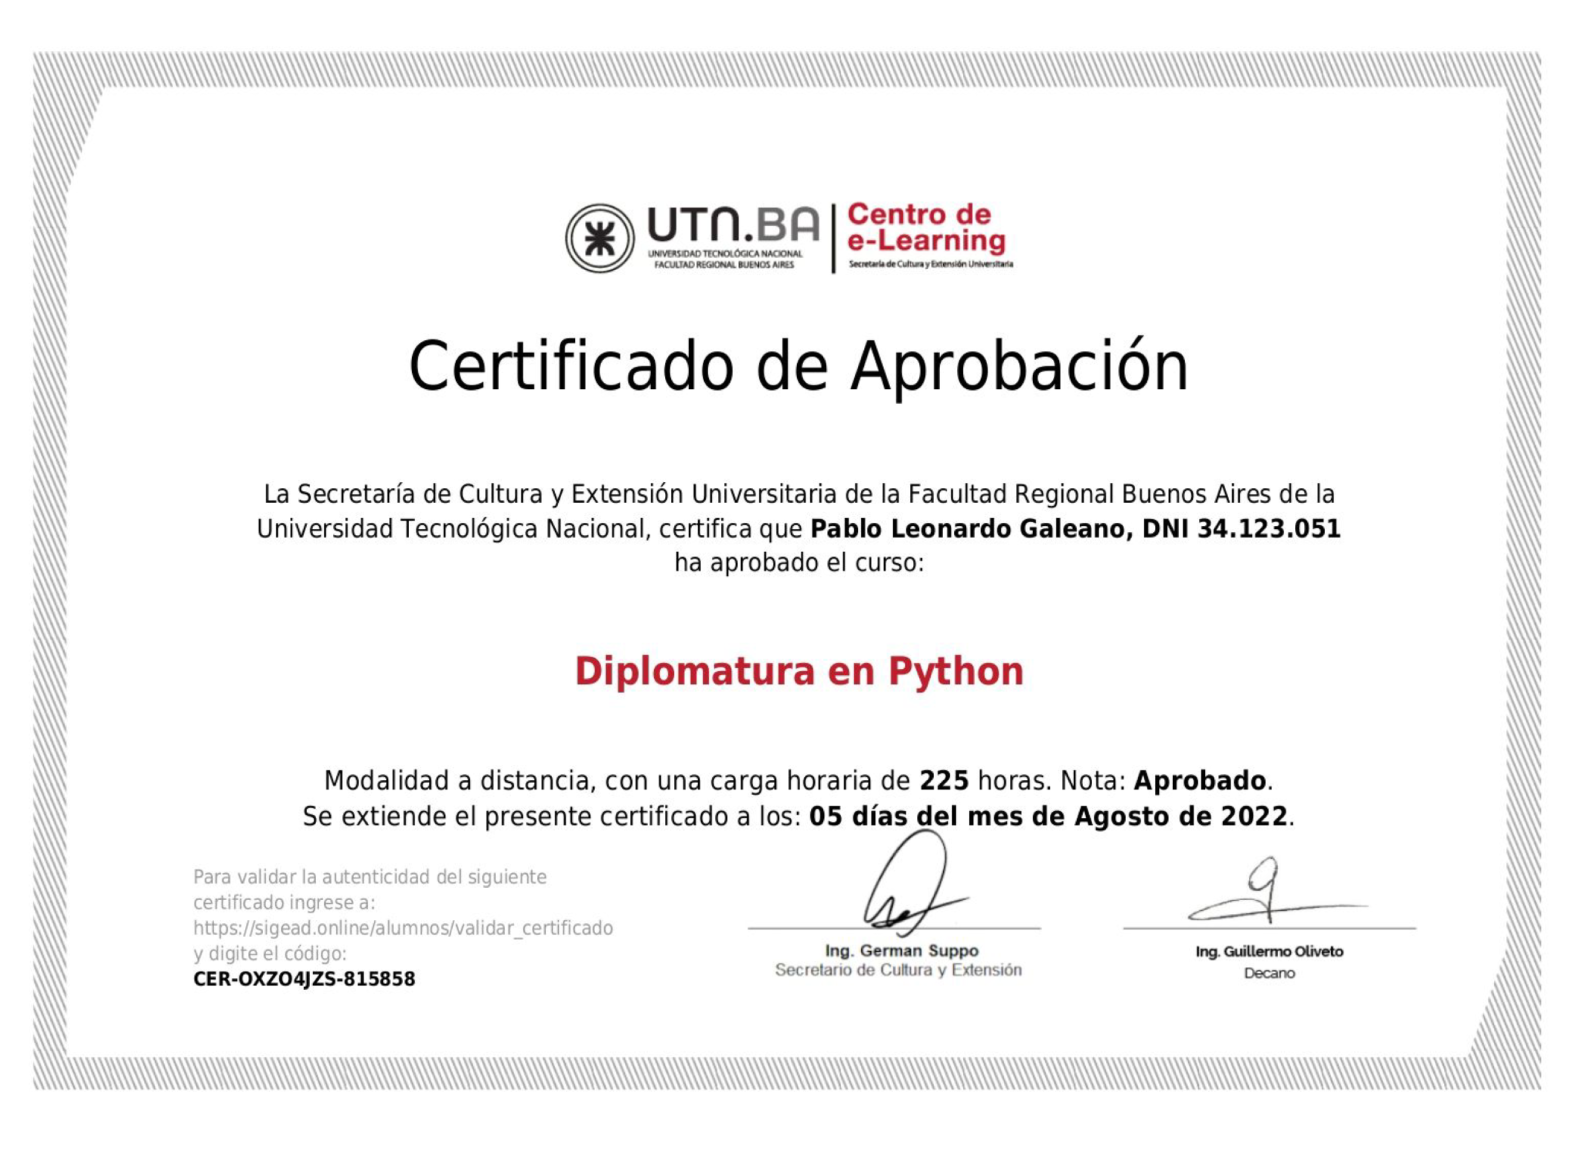 UTN.BA
UNIVERSIDAD TECNOLÓGICA NACIONAL
FACULTAD REGIONAL BUENOS AIRES
Centro de
e-Learning
Secretaría de Cultura y Extensión Universitaria
Certificado de Aprobación
La Secretaría de Cultura y Extensión Universitaria de la Facultad Regional Buenos Aires de la
Universidad Tecnológica Nacional, certifica que Pablo Leonardo Galeano, DNI 34.123.051
ha aprobado el curso:
Diplomatura en Python
Modalidad a distancia, con una carga horaria de 225 horas. Nota: Aprobado.
Se extiende el presente certificado a los: 05 días del mes de Agosto de 2022.
Para validar la autenticidad del siguiente
certificado ingrese a:
https://sigead.online/alumnos/validar_certificado
y digite el código:
CER-OXZO4JZS-815858
Ing. German Suppo
Secretario de Cultura y Extensión
Ing. Guillermo Oliveto
Decano